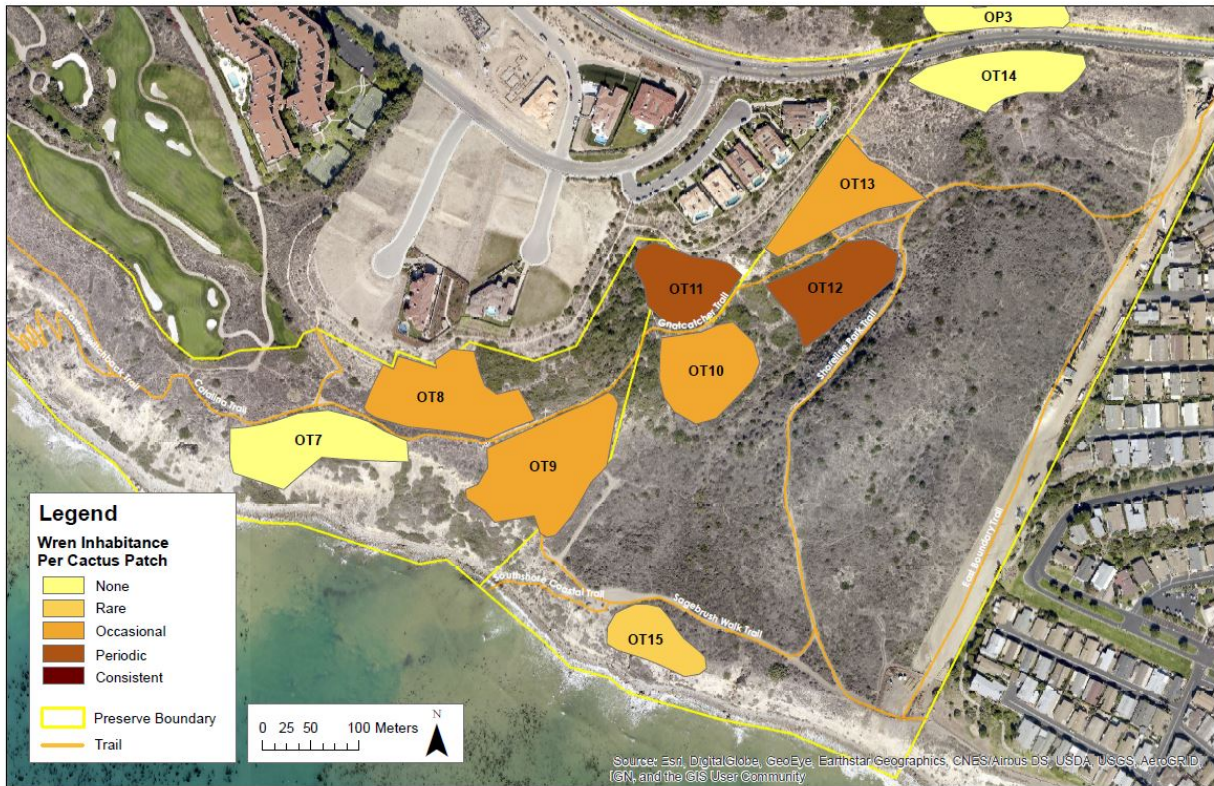 OP3
OT14
OT13
OT11
OT12
Gnatcatcher Trail
OT10
Shoreline Park Trail
OT8
Catalina Trail
OT7
OT9
East Boundary Trail
Southshore Coastal Trail
Sagebrush Walk Trail
OT15
Legend
Wren Inhabitance
Per Cactus Patch
None
Rare
Occasional
Periodic
Consistent
Preserve Boundary
Trail
0 25 50 100 Meters
N
Source: Esri, DigitalGlobe, GeoEye, Earthstar Geographics, CNES/Airbus DS, USDA, USGS, AeroGRID,
IGN, and the GIS User Community